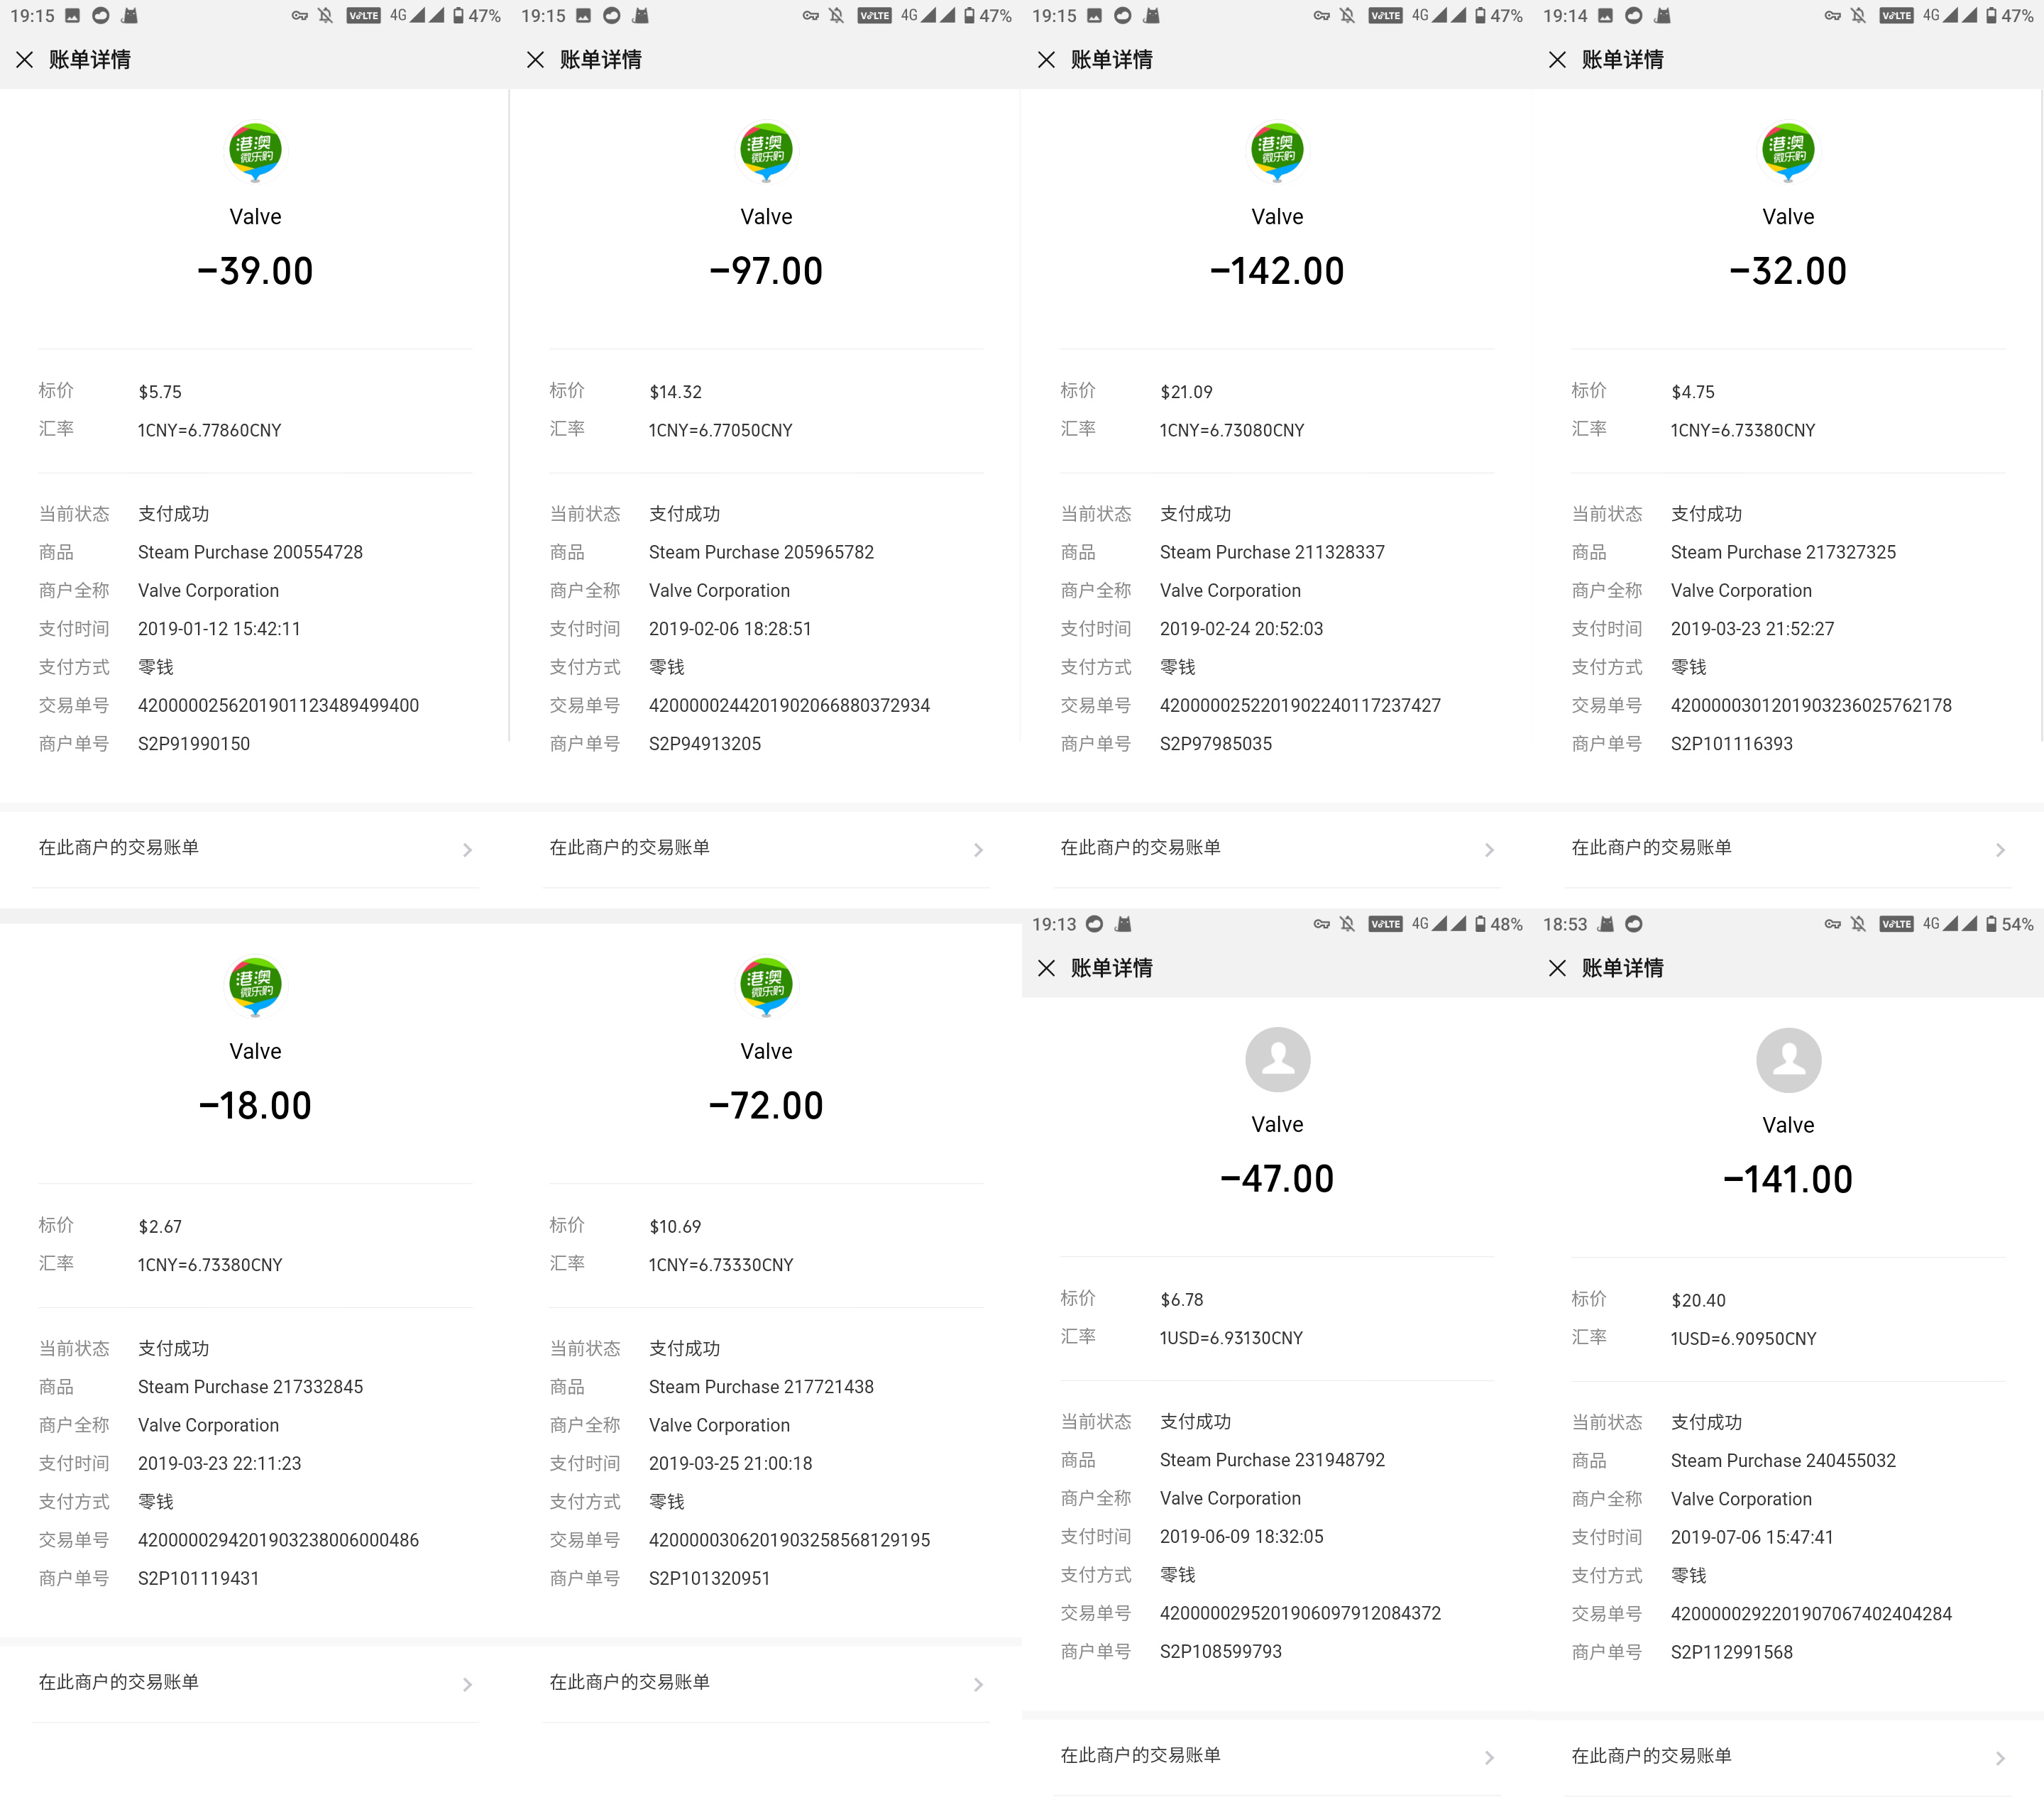 19:15 VoLTE 4G 47%
账单详情
港澳
微乐购
Valve
-39.00
标价 $5.75
汇率 1CNY=6.77860CNY
当前状态 支付成功
商品 Steam Purchase 200554728
商户全称 Valve Corporation
支付时间 2019-01-12 15:42:11
支付方式 零钱
交易单号 4200000256201901123489499400
商户单号 S2P91990150
在此商户的交易账单
19:15 VoLTE 4G 47%
账单详情
港澳
微乐购
Valve
-97.00
标价 $14.32
汇率 1CNY=6.77050CNY
当前状态 支付成功
商品 Steam Purchase 205965782
商户全称 Valve Corporation
支付时间 2019-02-06 18:28:51
支付方式 零钱
交易单号 4200000244201902066880372934
商户单号 S2P94913205
在此商户的交易账单
19:15 VoLTE 4G 47%
账单详情
港澳
微乐购
Valve
-142.00
标价 $21.09
汇率 1CNY=6.73080CNY
当前状态 支付成功
商品 Steam Purchase 211328337
商户全称 Valve Corporation
支付时间 2019-02-24 20:52:03
支付方式 零钱
交易单号 4200000252201902240117237427
商户单号 S2P97985035
在此商户的交易账单
19:14 VoLTE 4G 47%
账单详情
港澳
微乐购
Valve
-32.00
标价 $4.75
汇率 1CNY=6.73380CNY
当前状态 支付成功
商品 Steam Purchase 217327325
商户全称 Valve Corporation
支付时间 2019-03-23 21:52:27
支付方式 零钱
交易单号 4200000301201903236025762178
商户单号 S2P101116393
在此商户的交易账单
港澳
微乐购
Valve
-18.00
标价 $2.67
汇率 1CNY=6.73380CNY
当前状态 支付成功
商品 Steam Purchase 217332845
商户全称 Valve Corporation
支付时间 2019-03-23 22:11:23
支付方式 零钱
交易单号 4200000294201903238006000486
商户单号 S2P101119431
在此商户的交易账单
港澳
微乐购
Valve
-72.00
标价 $10.69
汇率 1CNY=6.73330CNY
当前状态 支付成功
商品 Steam Purchase 217721438
商户全称 Valve Corporation
支付时间 2019-03-25 21:00:18
支付方式 零钱
交易单号 4200000306201903258568129195
商户单号 S2P101320951
在此商户的交易账单
19:13 VoLTE 4G 48%
账单详情
Valve
-47.00
标价 $6.78
汇率 1USD=6.93130CNY
当前状态 支付成功
商品 Steam Purchase 231948792
商户全称 Valve Corporation
支付时间 2019-06-09 18:32:05
支付方式 零钱
交易单号 4200000295201906097912084372
商户单号 S2P108599793
在此商户的交易账单
18:53 VoLTE 4G 54%
账单详情
Valve
-141.00
标价 $20.40
汇率 1USD=6.90950CNY
当前状态 支付成功
商品 Steam Purchase 240455032
商户全称 Valve Corporation
支付时间 2019-07-06 15:47:41
支付方式 零钱
交易单号 4200000292201907067402404284
商户单号 S2P112991568
在此商户的交易账单